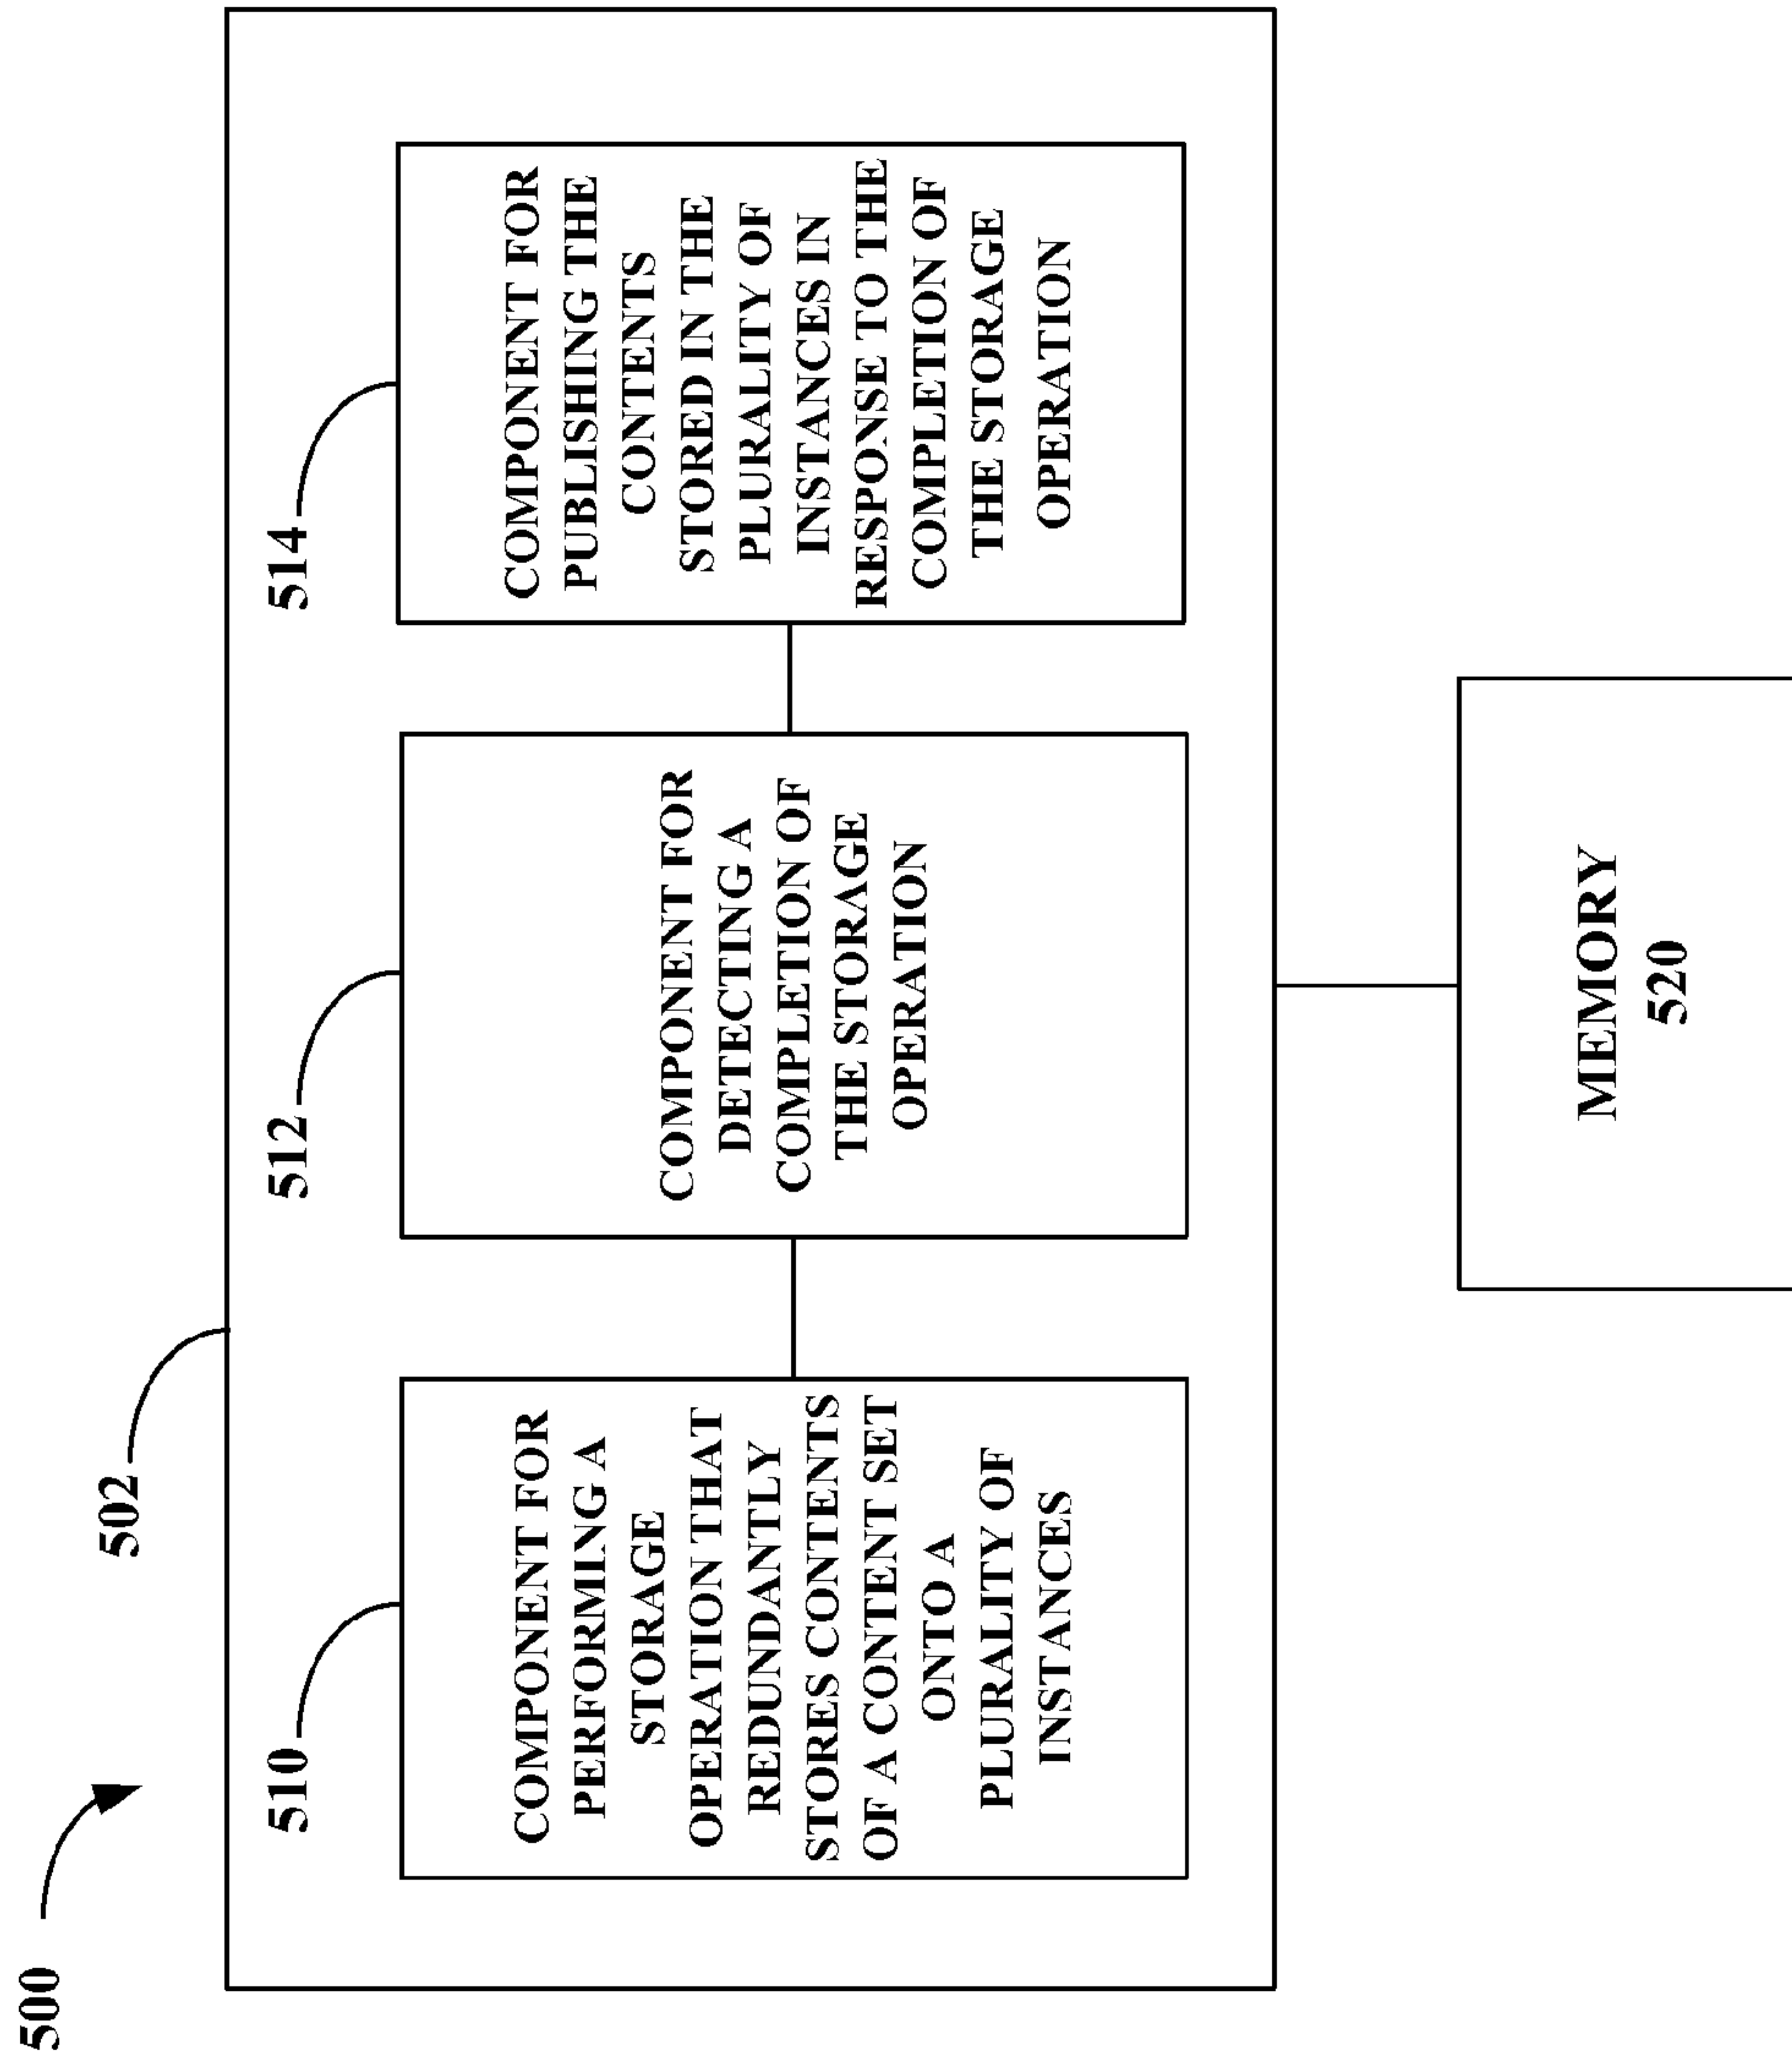 500
502
510
COMPONENT FOR
PERFORMING A
STORAGE
OPERATION THAT
REDUNDANTLY
STORES CONTENTS
OF A CONTENT SET
ONTO A
PLURALITY OF
INSTANCES
512
COMPONENT FOR
DETECTING A
COMPLETION OF
THE STORAGE
OPERATION
514
COMPONENT FOR
PUBLISHING THE
CONTENTS
STORED IN THE
PLURALITY OF
INSTANCES IN
RESPONSE TO THE
COMPLETION OF
THE STORAGE
OPERATION
MEMORY
520